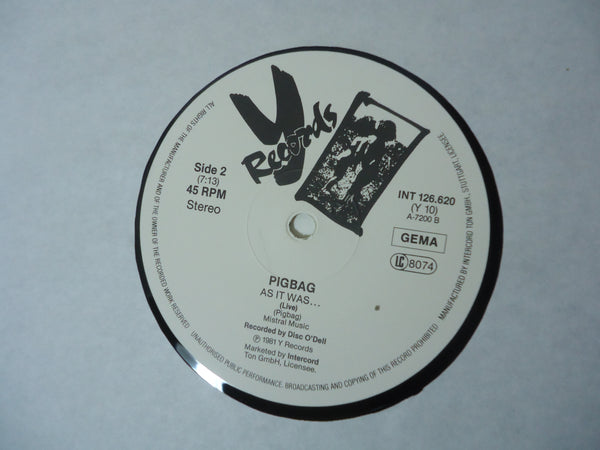 Y
Records
Side 2
(7:13)
45 RPM
Stereo
INT 126.620
(Y 10)
A-7200 B
GEMA
LC 8074
PIGBAG
AS IT WAS...
(Live)
(Pigbag)
Mistral Music
Recorded by Disc O'Dell
Ⓟ 1981 Y Records
Marketed by Intercord
Ton GmbH, Licensee.
ALL RIGHTS OF THE MANUFACTURER AND OF THE OWNER OF THE RECORDED WORK RESERVED
UNAUTHORISED PUBLIC PERFORMANCE, BROADCASTING AND COPYING OF THIS RECORD PROHIBITED
MANUFACTURED BY INTERCORD TON GMBH., STUTTGART, LICENSEE.